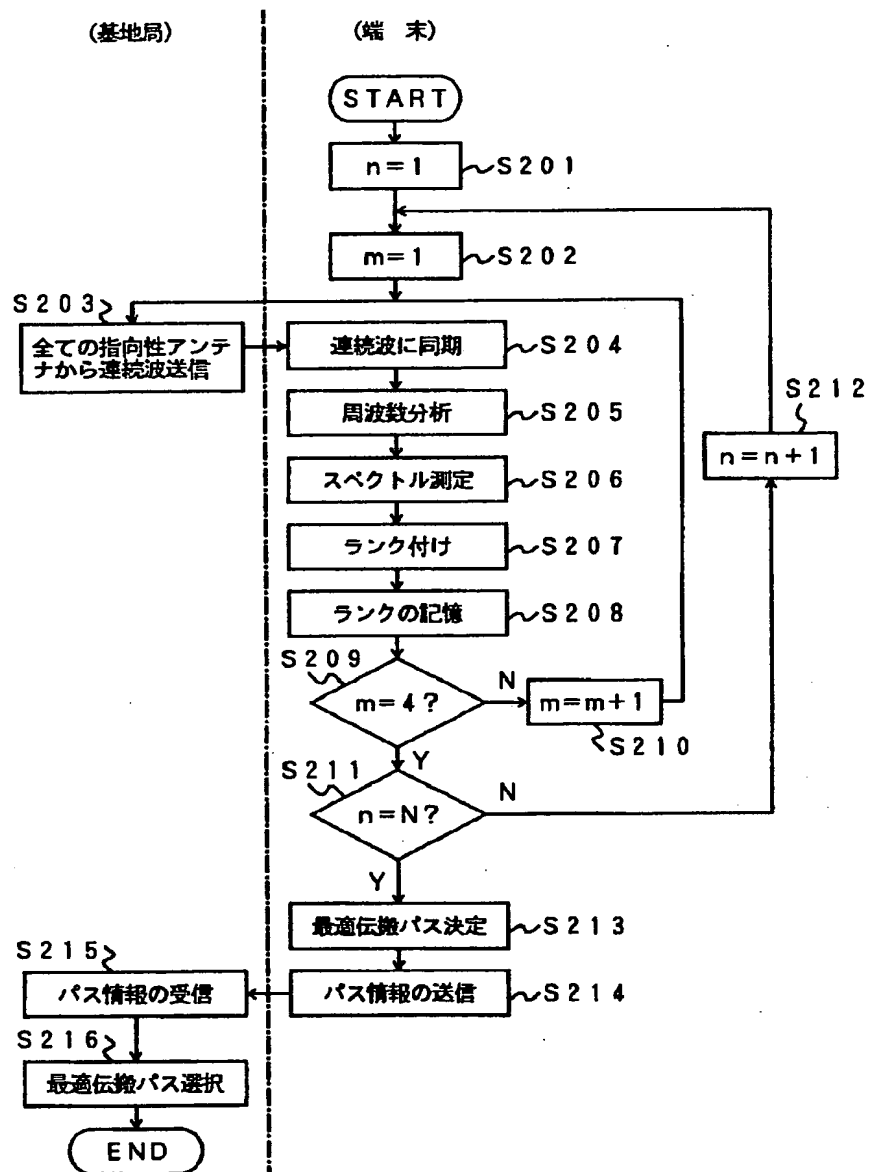 (基地局)
(端 末)
START
n=1
S201
m=1
S202
S203
全ての指向性アンテ
ナから連続波送信
連続波に同期
S204
周波数分析
S205
スペクトル測定
S206
ランク付け
S207
ランクの記憶
S208
S209
m=4?
N
m=m+1
S210
Y
S211
n=N?
N
S212
n=n+1
Y
最適伝搬パス決定
S213
パス情報の送信
S214
S215
パス情報の受信
S216
最適伝搬パス選択
END